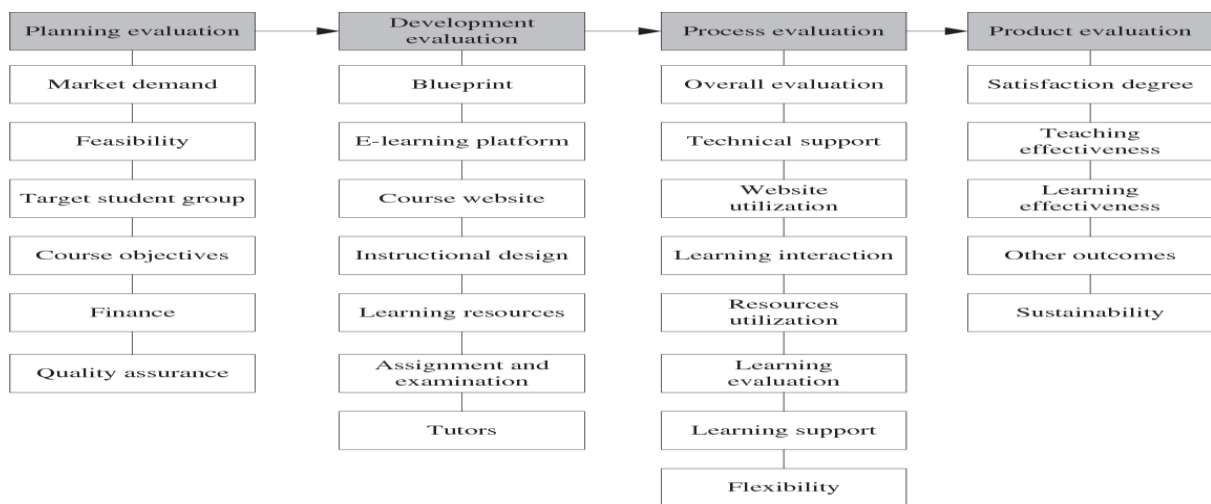 Planning evaluation
Market demand
Feasibility
Target student group
Course objectives
Finance
Quality assurance
Development
evaluation
Blueprint
E-learning platform
Course website
Instructional design
Learning resources
Assignment and
examination
Tutors
Process evaluation
Overall evaluation
Technical support
Website
utilization
Learning interaction
Resources
utilization
Learning
evaluation
Learning support
Flexibility
Product evaluation
Satisfaction degree
Teaching
effectiveness
Learning
effectiveness
Other outcomes
Sustainability